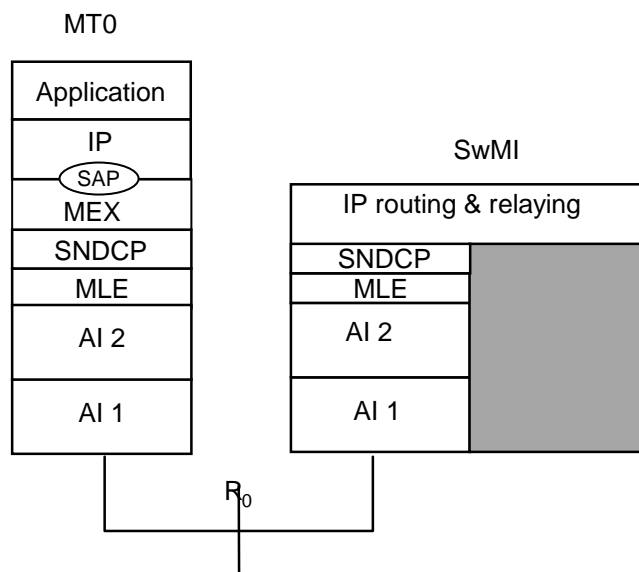 MT0
Application
IP
SAP
MEX
SNDCP
MLE
AI 2
AI 1
SwMI
IP routing & relaying
SNDCP
MLE
AI 2
AI 1
R0